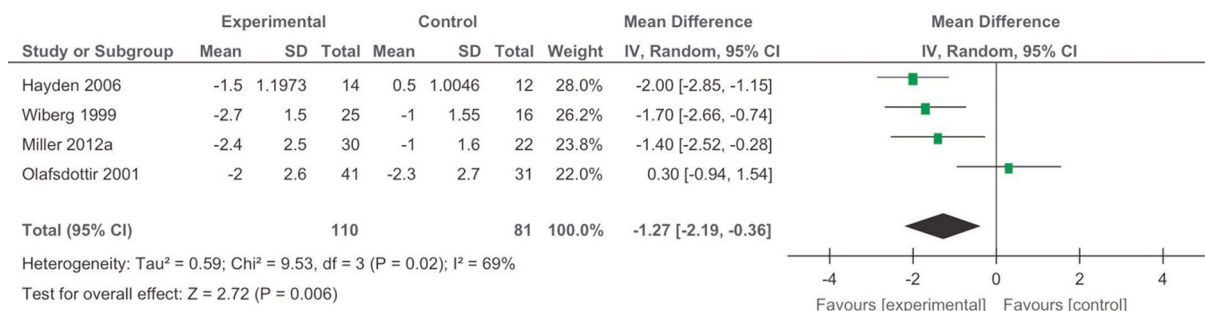 Experimental Control Mean Difference Mean Difference
Study or Subgroup Mean SD Total Mean SD Total Weight IV, Random, 95% CI IV, Random, 95% CI
Hayden 2006 -1.5 1.1973 14 0.5 1.0046 12 28.0% -2.00 [-2.85, -1.15]
Wiberg 1999 -2.7 1.5 25 -1 1.55 16 26.2% -1.70 [-2.66, -0.74]
Miller 2012a -2.4 2.5 30 -1 1.6 22 23.8% -1.40 [-2.52, -0.28]
Olafsdottir 2001 -2 2.6 41 -2.3 2.7 31 22.0% 0.30 [-0.94, 1.54]
Total (95% CI) 110 81 100.0% -1.27 [-2.19, -0.36]
Heterogeneity: Tau² = 0.59; Chi² = 9.53, df = 3 (P = 0.02); I² = 69%
Test for overall effect: Z = 2.72 (P = 0.006)
-4 -2 0 2 4
Favours [experimental] Favours [control]